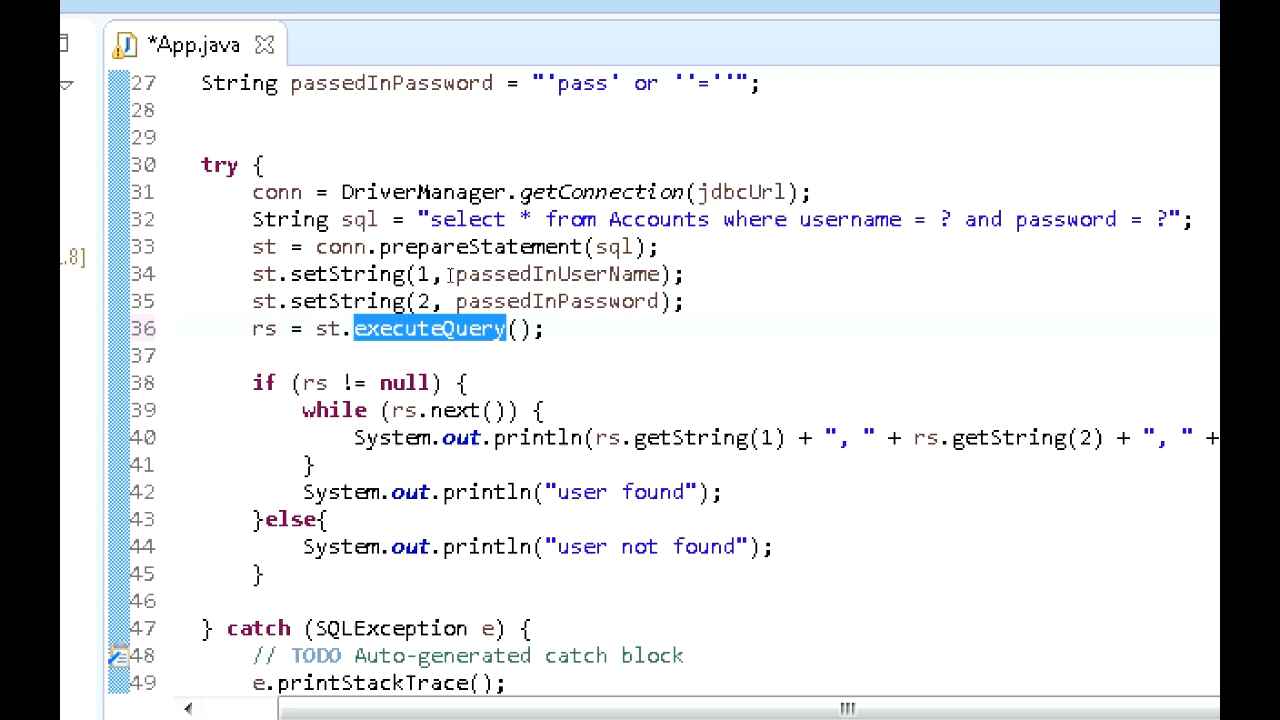 *App.java
27 String passedInPassword = "'pass' or ''=''";
28
29
30 try {
31 conn = DriverManager.getConnection(jdbcUrl);
32 String sql = "select * from Accounts where username = ? and password = ?";
33 st = conn.prepareStatement(sql);
.8]
34 st.setString(1, passedInUserName);
35 st.setString(2, passedInPassword);
36 rs = st.executeQuery();
37
38 if (rs != null) {
39 while (rs.next()) {
40 System.out.println(rs.getString(1) + ", " + rs.getString(2) + ", " +
41 }
42 System.out.println("user found");
43 }else{
44 System.out.println("user not found");
45 }
46
47 } catch (SQLException e) {
48 // TODO Auto-generated catch block
49 e.printStackTrace();